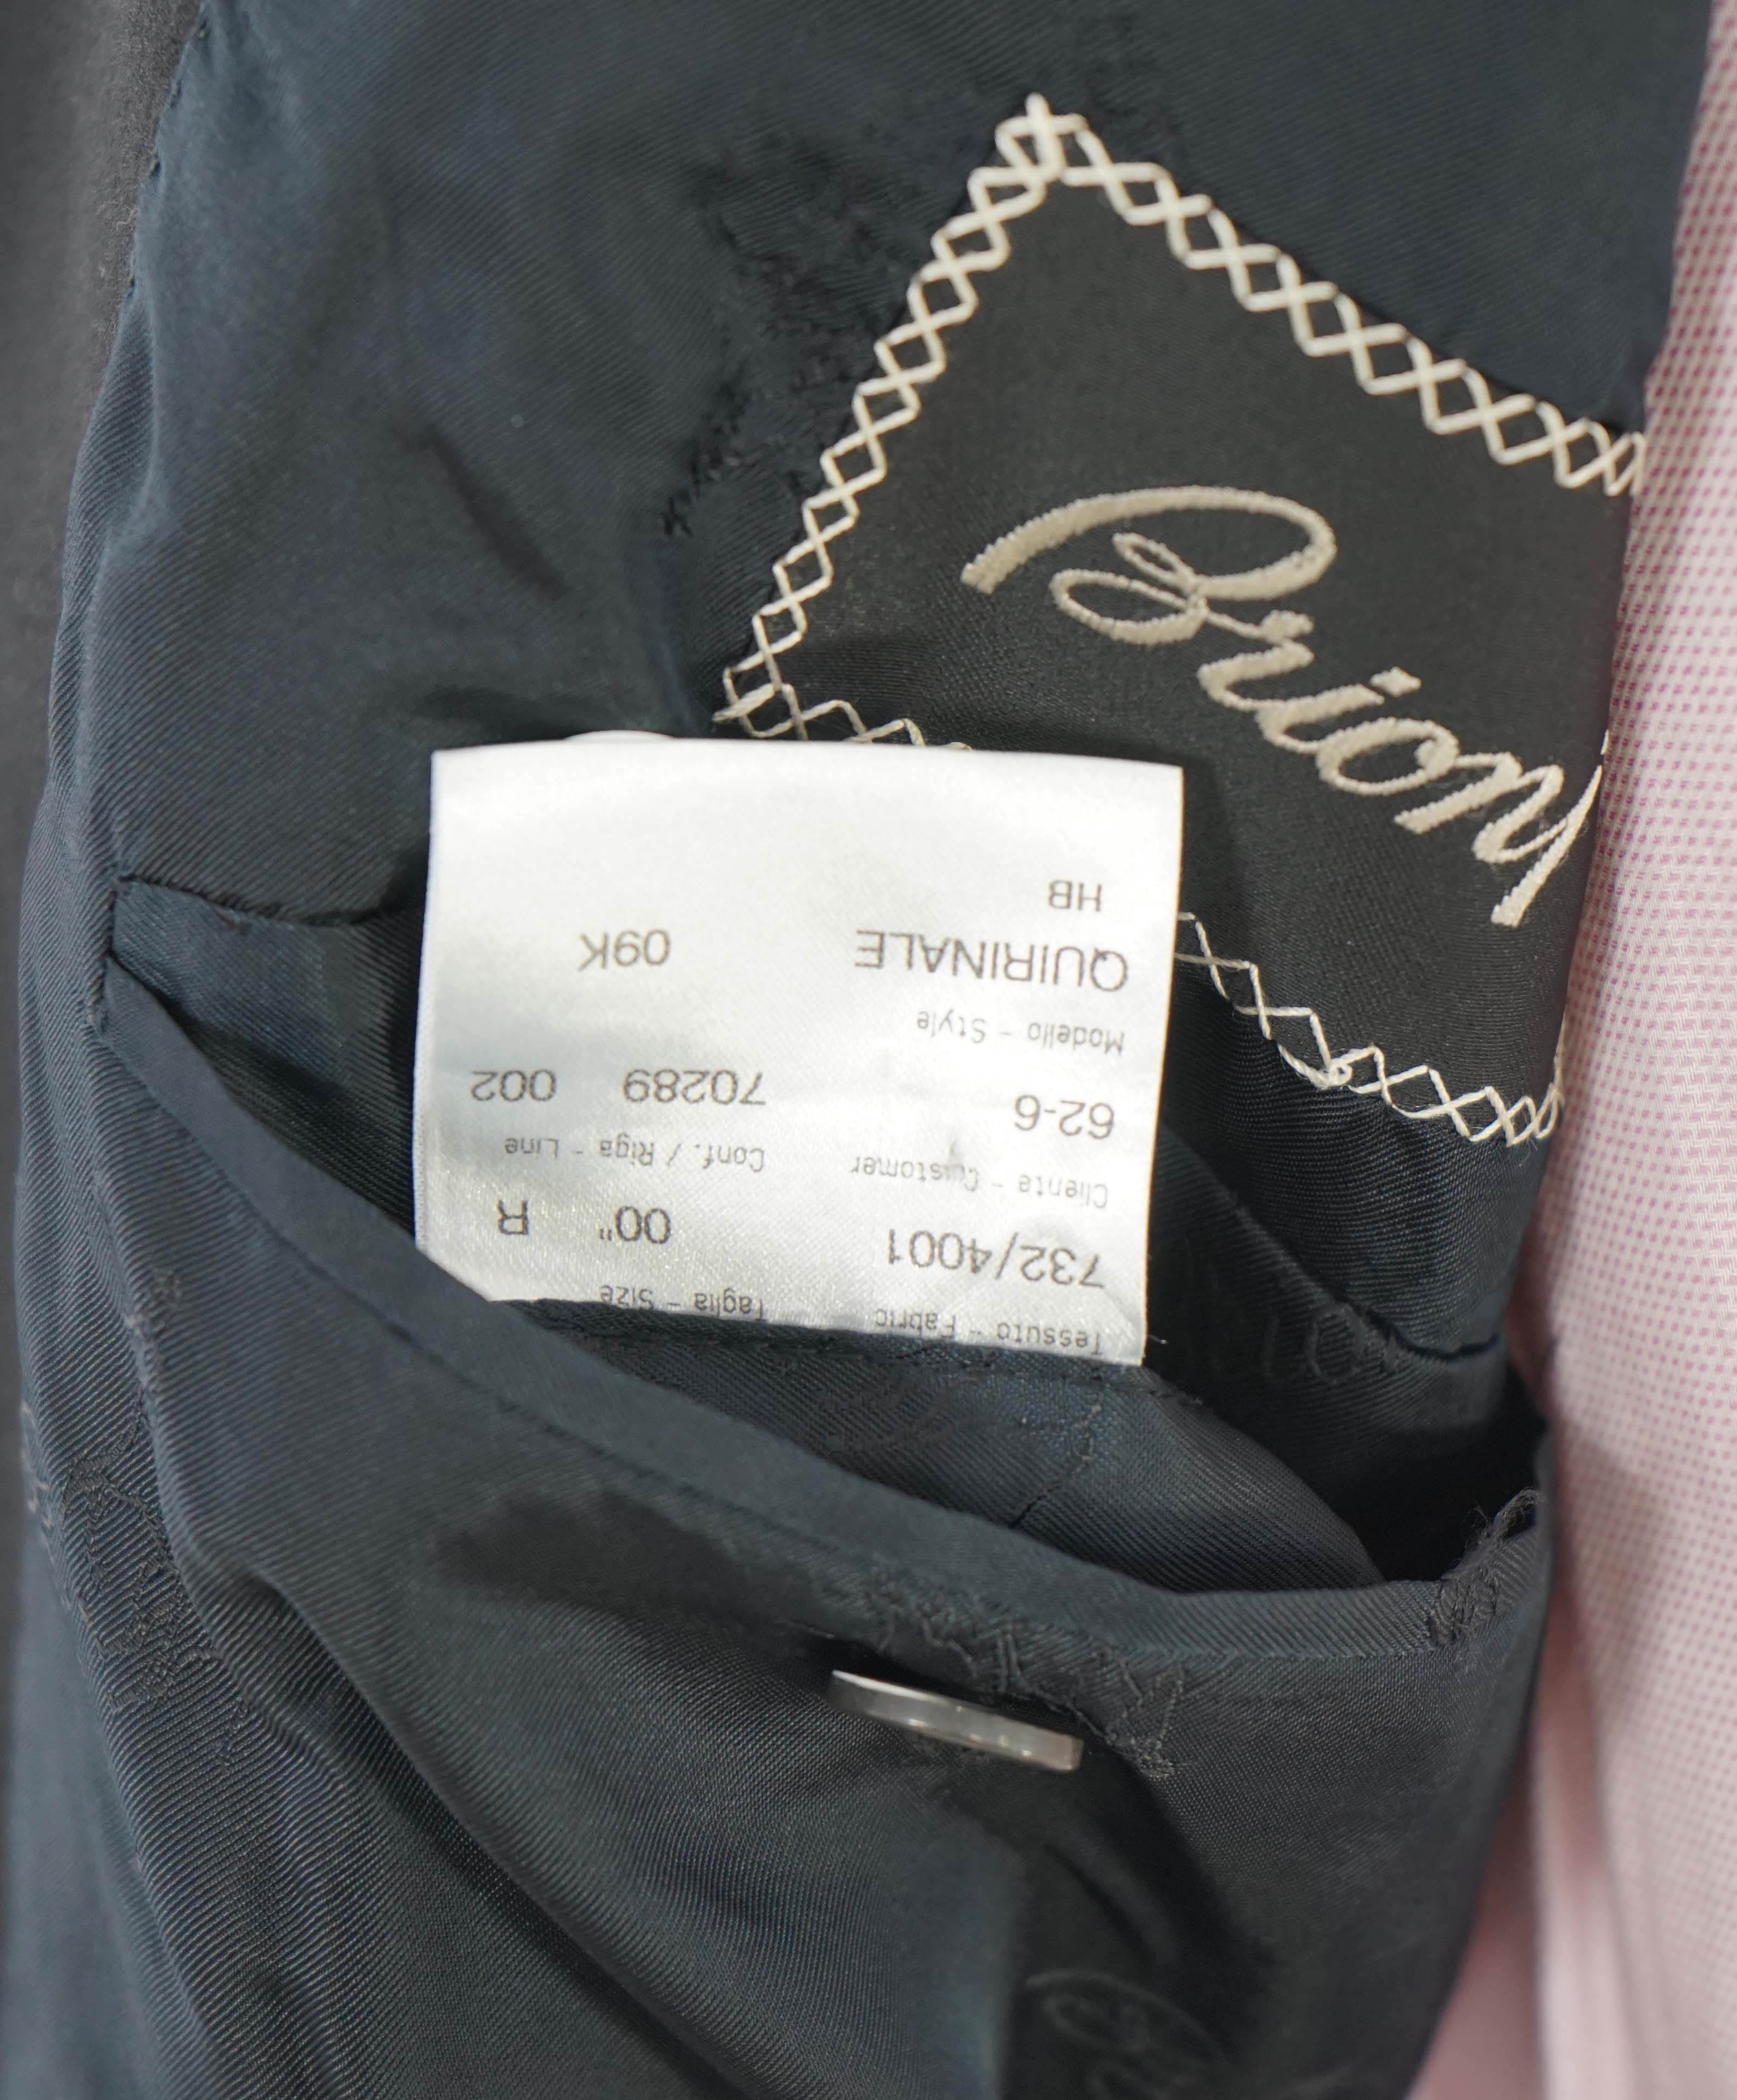 Brion
Tessuto - Fabric Taglia - Size
732/4001 00" R
Cliente - Customer Conf. / Riga - Line
62-6 70289 002
Modello - Style
QUIRINALE 09K
HB